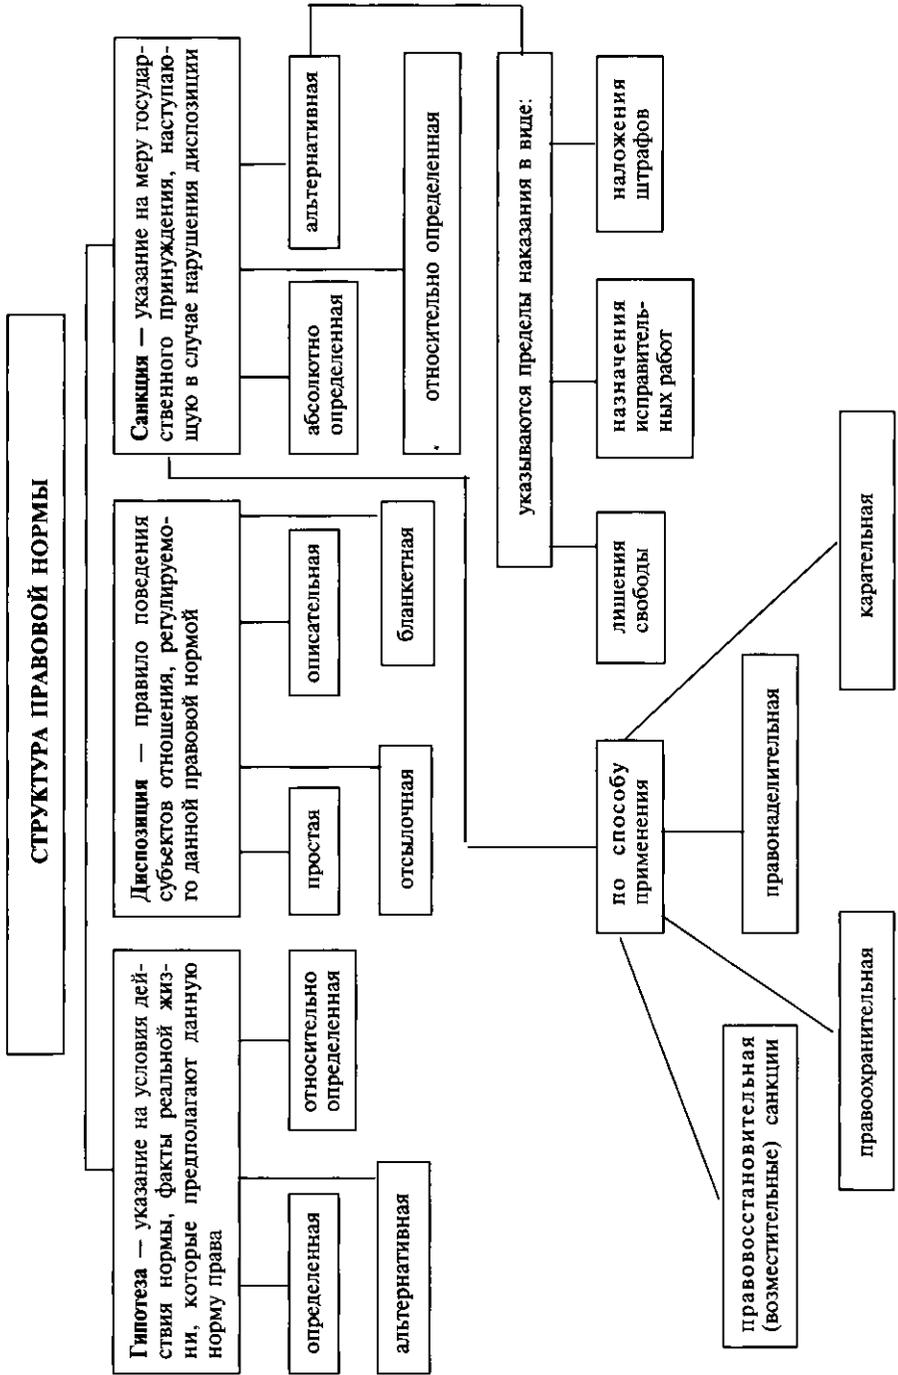 СТРУКТУРА ПРАВОВОЙ НОРМЫ
Гипотеза — указание на условия дей-
ствия нормы, факты реальной жиз-
ни, которые предполагают данную
норму права
определенная
относительно
определенная
альтернативная
Диспозиция — правило поведения
субъектов отношения, регулируемо-
го данной правовой нормой
простая
описательная
отсылочная
бланкетная
Санкция — указание на меру государ-
ственного принуждения, наступаю-
щую в случае нарушения диспозиции
абсолютно
определенная
альтернативная
относительно определенная
указываются пределы наказания в виде:
лишения
свободы
назначения
исправитель-
ных работ
наложения
штрафов
по способу
применения
правовосстановительная
(возместительные) санкции
правонаделительная
правоохранительная
карательная